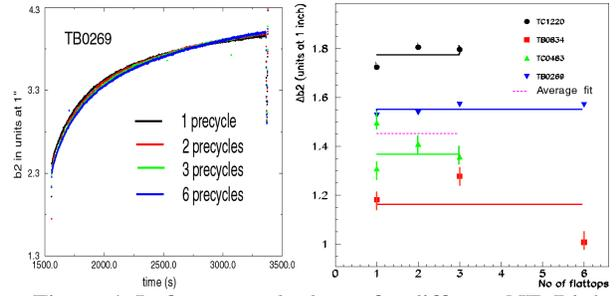 4.3
3.3
2.3
1.3
b2 in units at 1"
TB0269
1 precycle
2 precycles
3 precycles
6 precycles
1500.0 2000.0 2500.0 3000.0 3500.0
time (s)
Δb2 (units at 1 inch)
1.8
1.6
1.4
1.2
1
TC1220
TB0834
TC0483
TB0269
Average fit
0 1 2 3 4 5 6
No of flattops